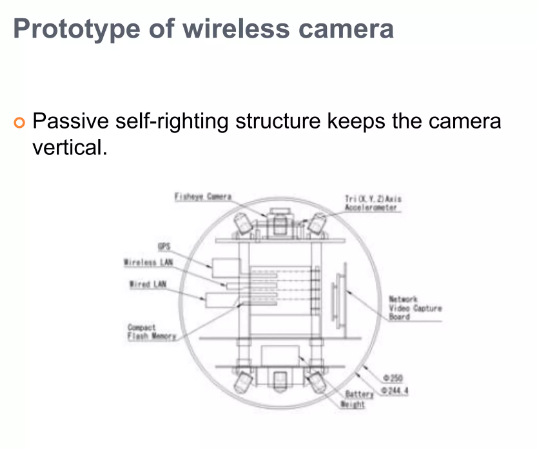 Prototype of wireless camera
Passive self-righting structure keeps the camera
vertical.
Fisheye Camera
Tri(X,Y,Z)Axis
Accelerometer
GPS
Wireless LAN
Wired LAN
Network
Video Capture
Board
Compact
Flash Memory
Φ250
Φ244.4
Battery
Weight